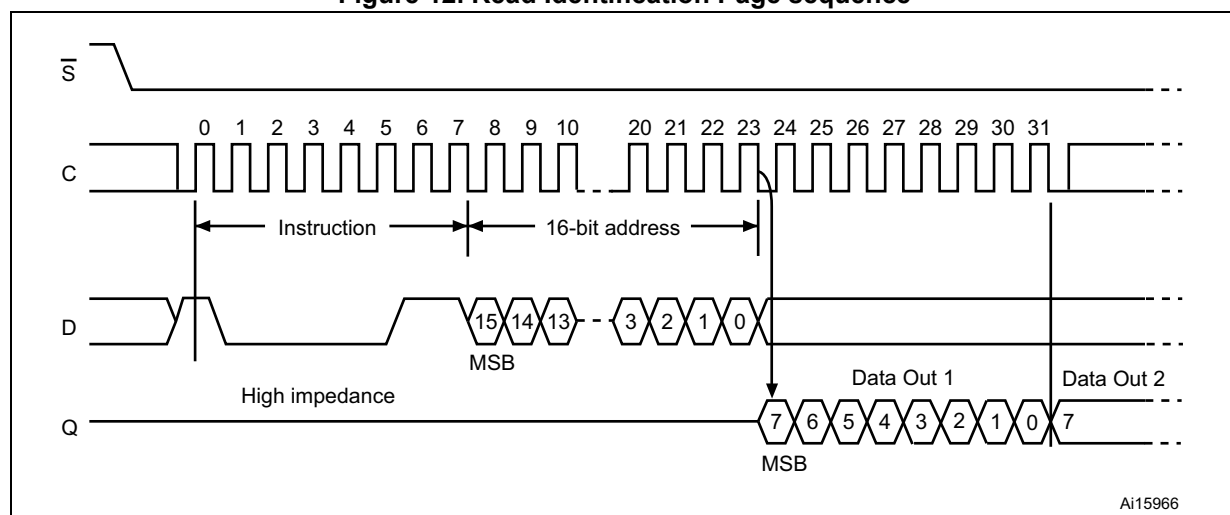 Figure 12. Read Identification Page sequence
S
0 1 2 3 4 5 6 7 8 9 10 20 21 22 23 24 25 26 27 28 29 30 31
C
Instruction 16-bit address
D
15 14 13 3 2 1 0
MSB
High impedance
Data Out 1 Data Out 2
Q
7 6 5 4 3 2 1 0 7
MSB
Ai15966